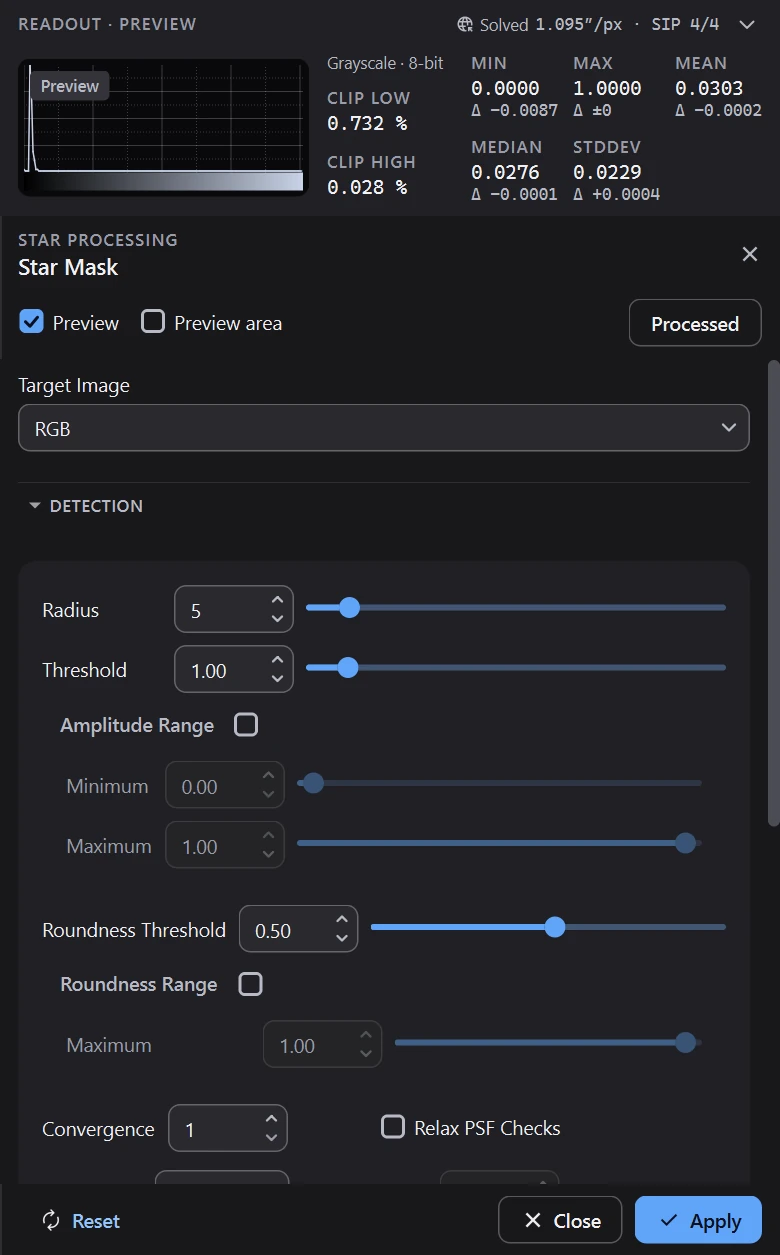 READOUT · PREVIEW
Solved 1.095″/px · SIP 4/4
Preview
Grayscale · 8-bit
CLIP LOW
0.732 %
CLIP HIGH
0.028 %
MIN
0.0000
Δ −0.0087
MAX
1.0000
Δ ±0
MEAN
0.0303
Δ −0.0002
MEDIAN
0.0276
Δ −0.0001
STDDEV
0.0229
Δ +0.0004
STAR PROCESSING
Star Mask
Preview
Preview area
Processed
Target Image
RGB
DETECTION
Radius 5
Threshold 1.00
Amplitude Range
Minimum 0.00
Maximum 1.00
Roundness Threshold 0.50
Roundness Range
Maximum 1.00
Convergence 1
Relax PSF Checks
Reset
Close
Apply